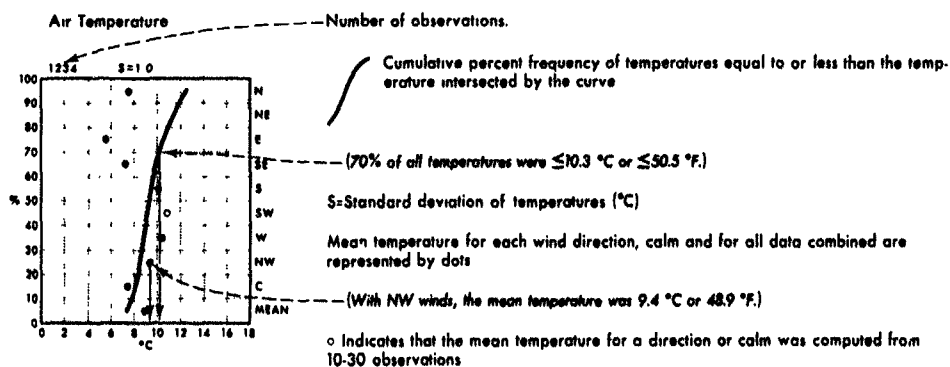 Air Temperature
Number of observations.
1234 S=1 0
Cumulative percent frequency of temperatures equal to or less than the temp-
erature intersected by the curve
100
90
80
70
60
50
40
30
20
10
0
%
N
NE
E
SE
S
SW
W
NW
C
MEAN
0 2 4 6 8 10 12 14 16 18
°C
(70% of all temperatures were ≤10.3 °C or ≤50.5 °F.)
S=Standard deviation of temperatures (°C)
Mean temperature for each wind direction, calm and for all data combined are
represented by dots
(With NW winds, the mean temperature was 9.4 °C or 48.9 °F.)
o Indicates that the mean temperature for a direction or calm was computed from
10-30 observations